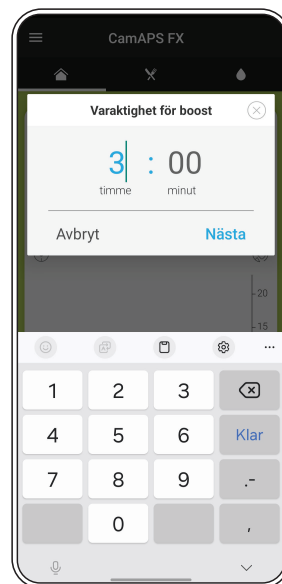 CamAPS FX
Varaktighet för boost
3 : 00
timme minut
Avbryt Nästa
20
15
1 2 3
4 5 6 Klar
7 8 9 .-
0 ,